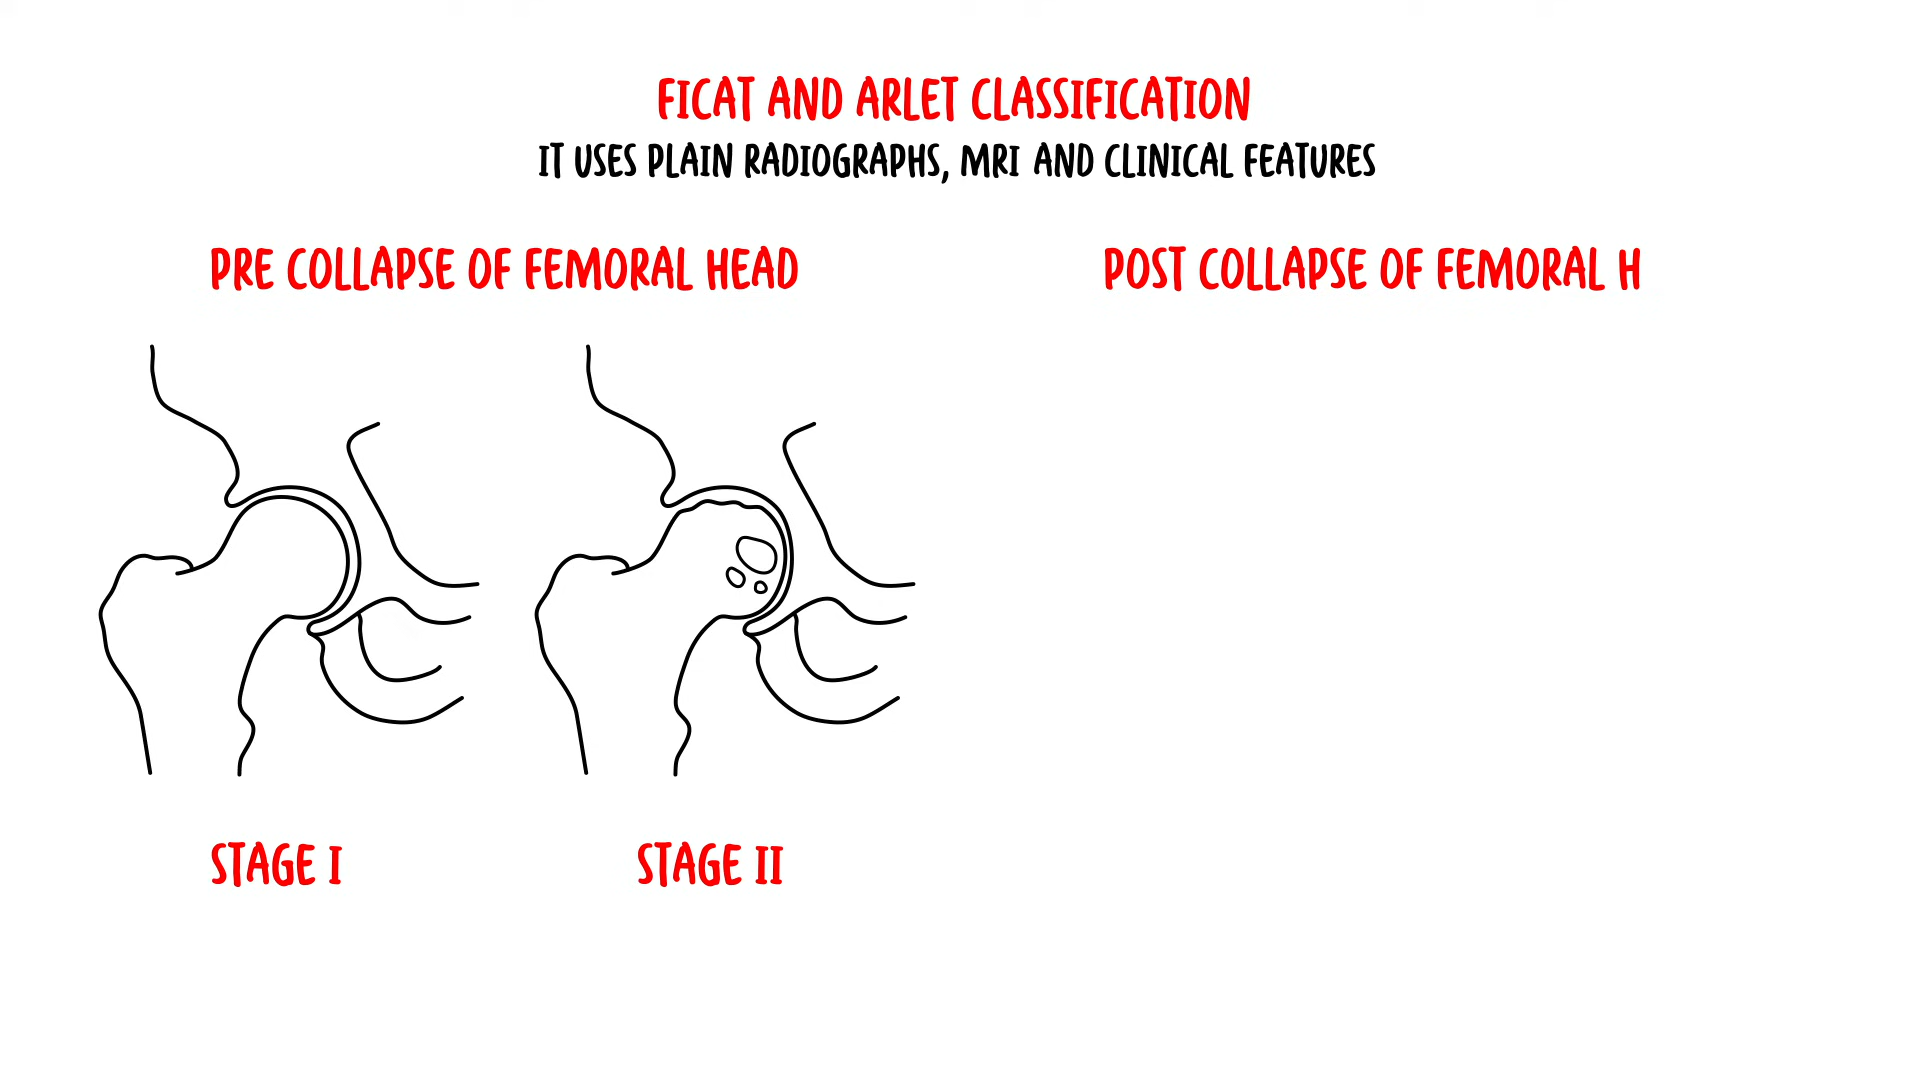 FICAT AND ARLET CLASSIFICATION
IT USES PLAIN RADIOGRAPHS, MRI AND CLINICAL FEATURES
PRE COLLAPSE OF FEMORAL HEAD
POST COLLAPSE OF FEMORAL H
STAGE I
STAGE II